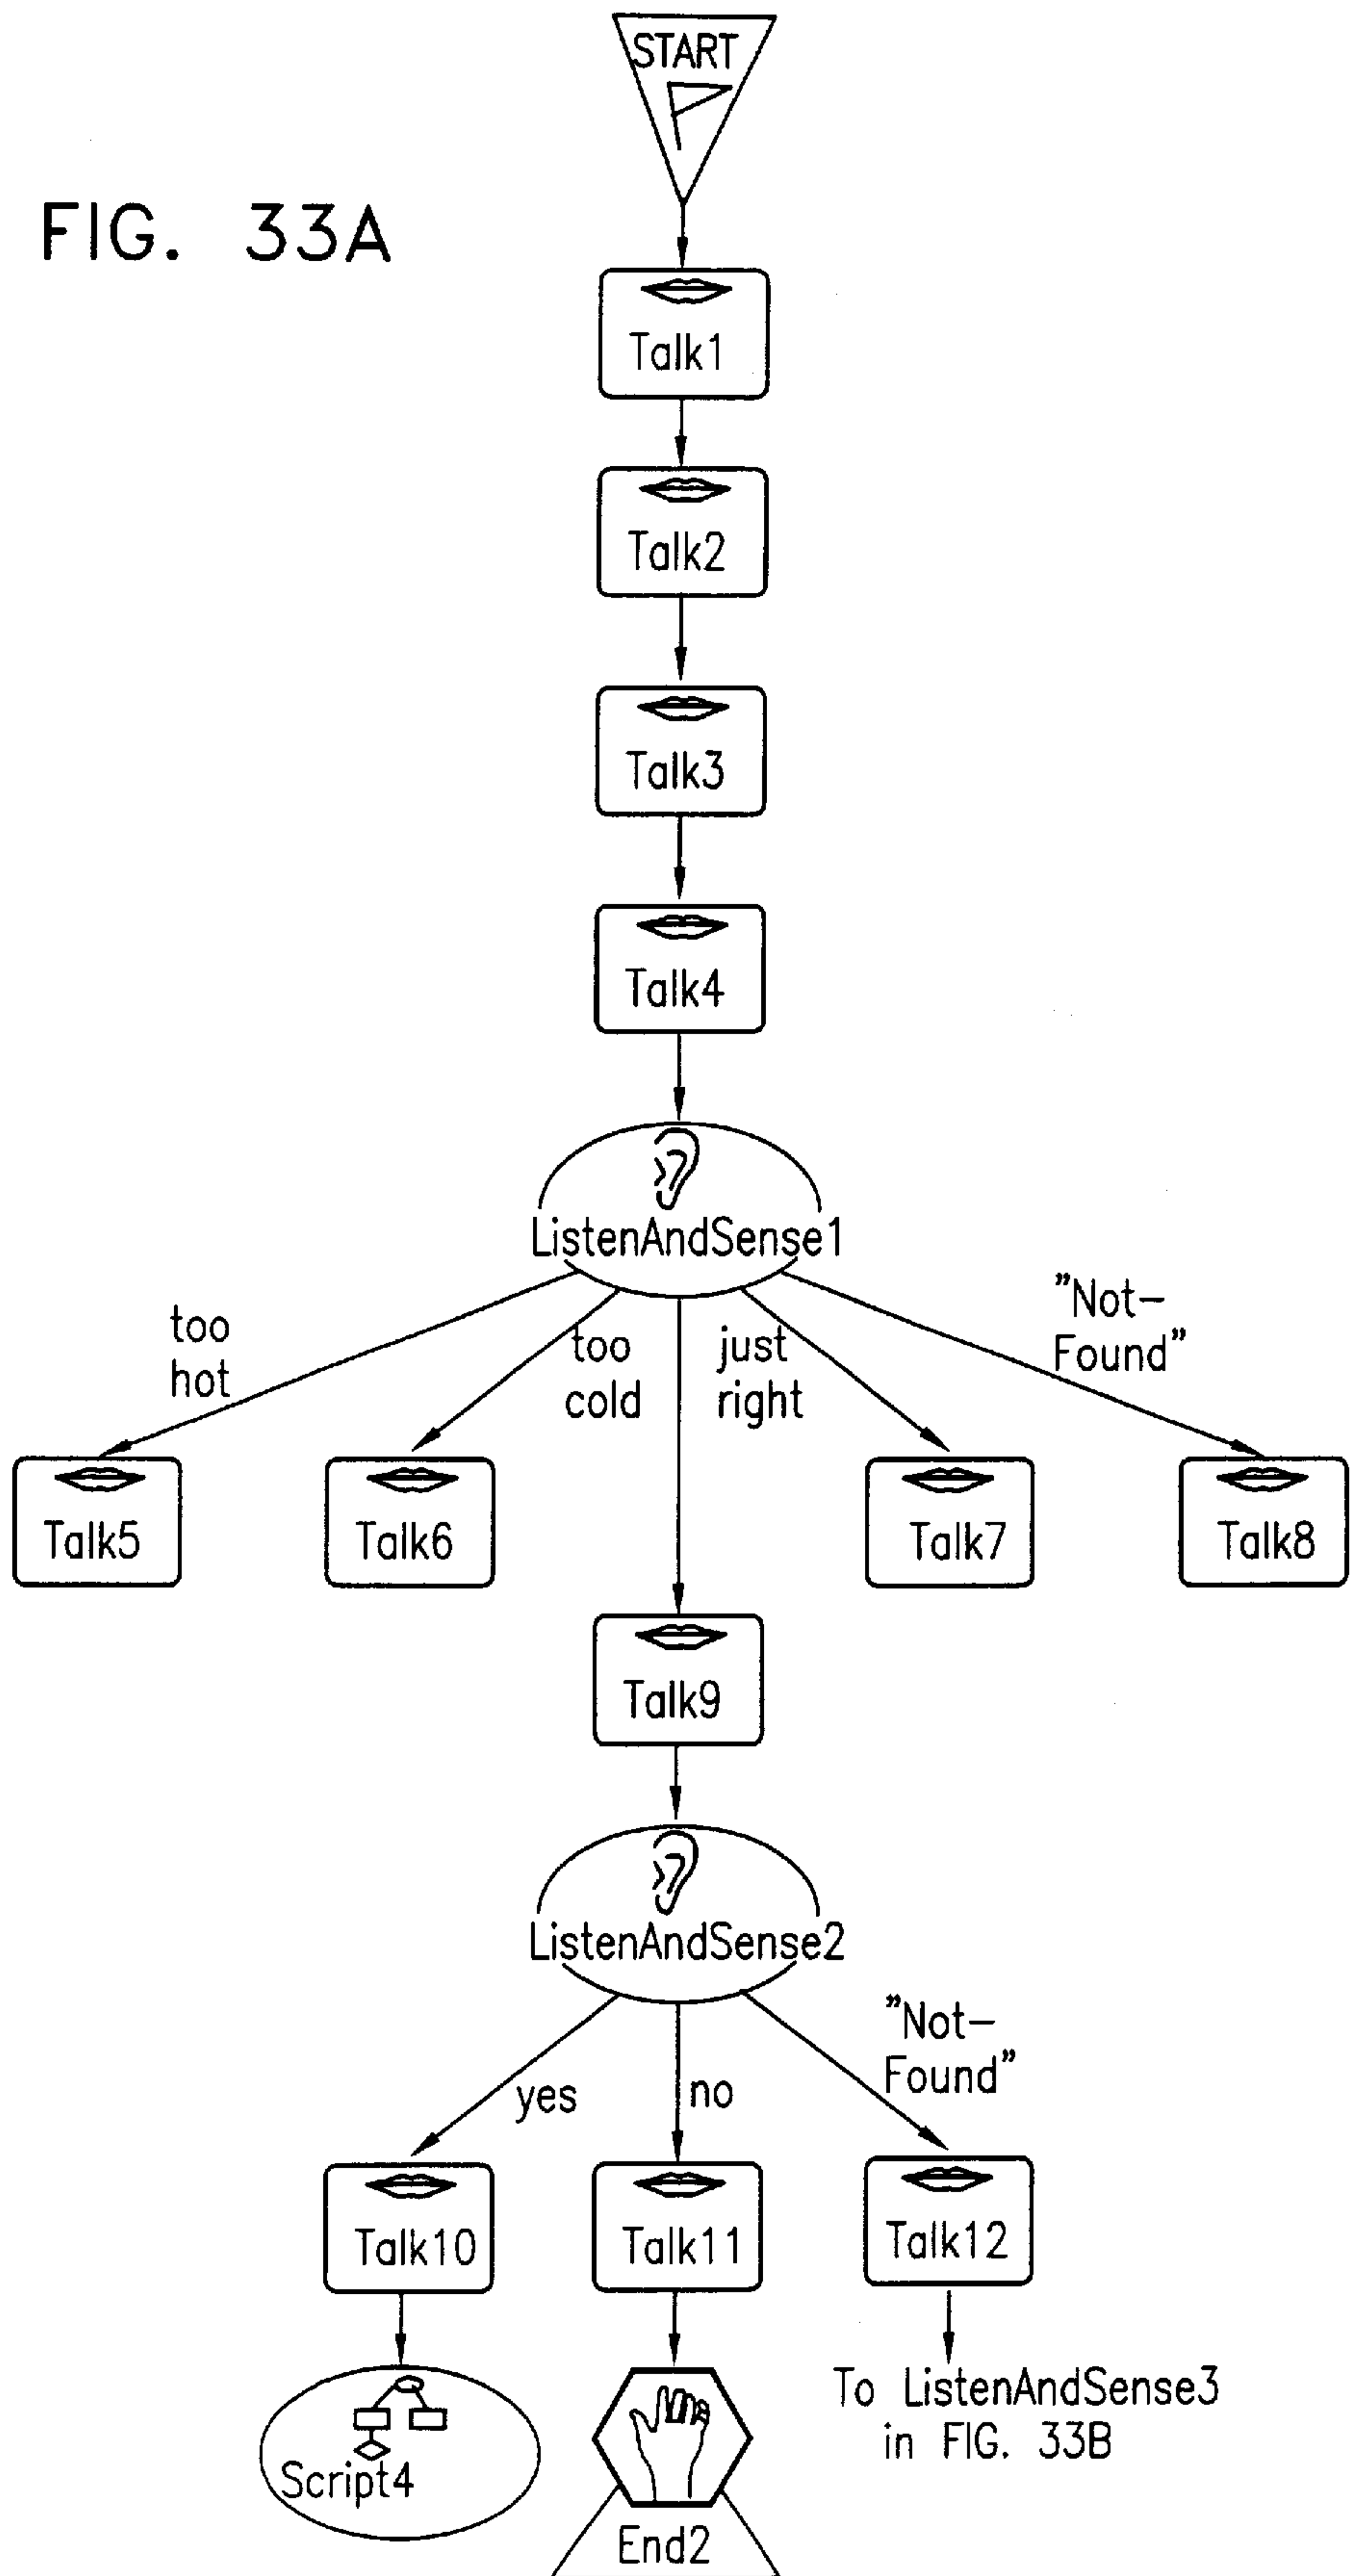 START
FIG. 33A
Talk1
Talk2
Talk3
Talk4
ListenAndSense1
too
hot
too
cold
just
right
"Not-
Found"
Talk5
Talk6
Talk7
Talk8
Talk9
ListenAndSense2
yes
no
"Not-
Found"
Talk10
Talk11
Talk12
Script4
End2
To ListenAndSense3
in FIG. 33B